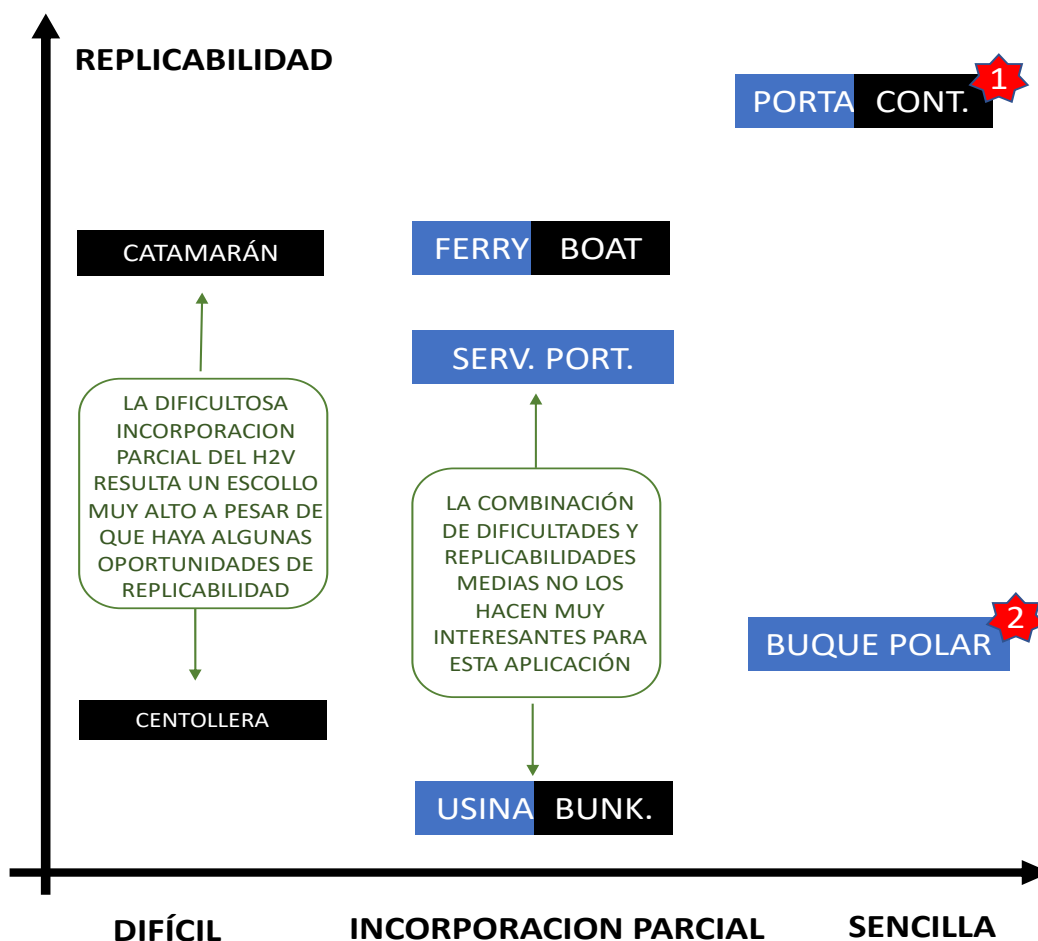 REPLICABILIDAD
PORTA CONT.
1
CATAMARÁN
FERRY BOAT
SERV. PORT.
LA DIFICULTOSA
INCORPORACION
PARCIAL DEL H2V
RESULTA UN ESCOLLO
MUY ALTO A PESAR DE
QUE HAYA ALGUNAS
OPORTUNIDADES DE
REPLICABILIDAD
LA COMBINACIÓN
DE DIFICULTADES Y
REPLICABILIDADES
MEDIAS NO LOS
HACEN MUY
INTERESANTES PARA
ESTA APLICACIÓN
BUQUE POLAR
2
CENTOLLERA
USINA BUNK.
DIFÍCIL
INCORPORACION PARCIAL
SENCILLA